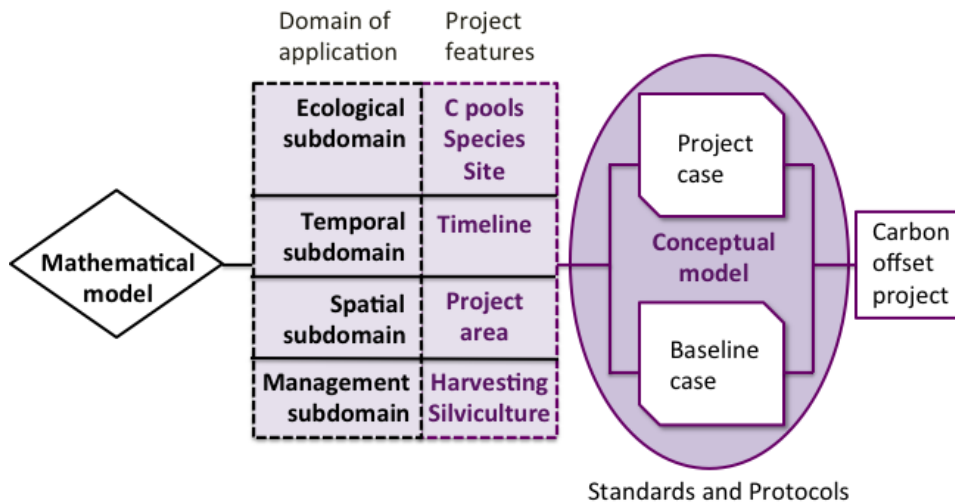 Domain of
application
Project
features
Ecological
subdomain
C pools
Species
Site
Temporal
subdomain
Timeline
Spatial
subdomain
Project
area
Management
subdomain
Harvesting
Silviculture
Mathematical
model
Project
case
Conceptual
model
Baseline
case
Carbon
offset
project
Standards and Protocols